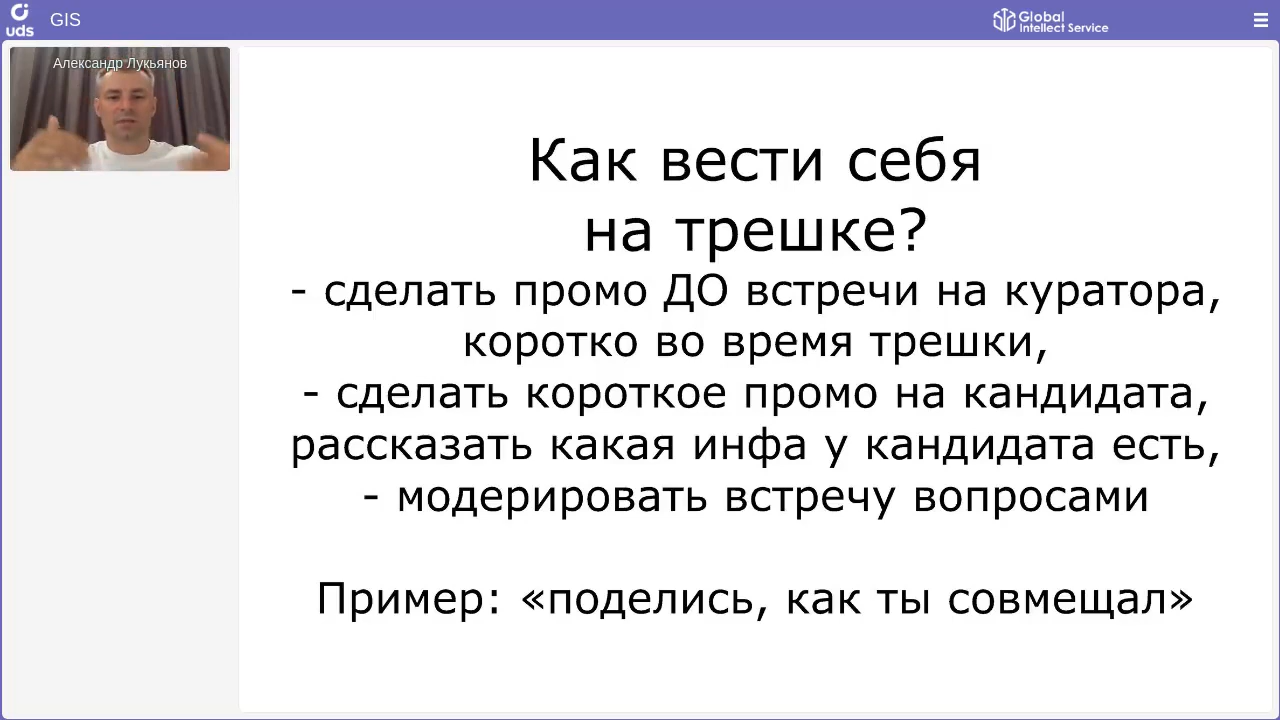 uds
GIS
Global
Intellect Service
Александр Лукьянов
Как вести себя
на трешке?
- сделать промо ДО встречи на куратора,
коротко во время трешки,
- сделать короткое промо на кандидата,
рассказать какая инфа у кандидата есть,
- модерировать встречу вопросами
Пример: «поделись, как ты совмещал»